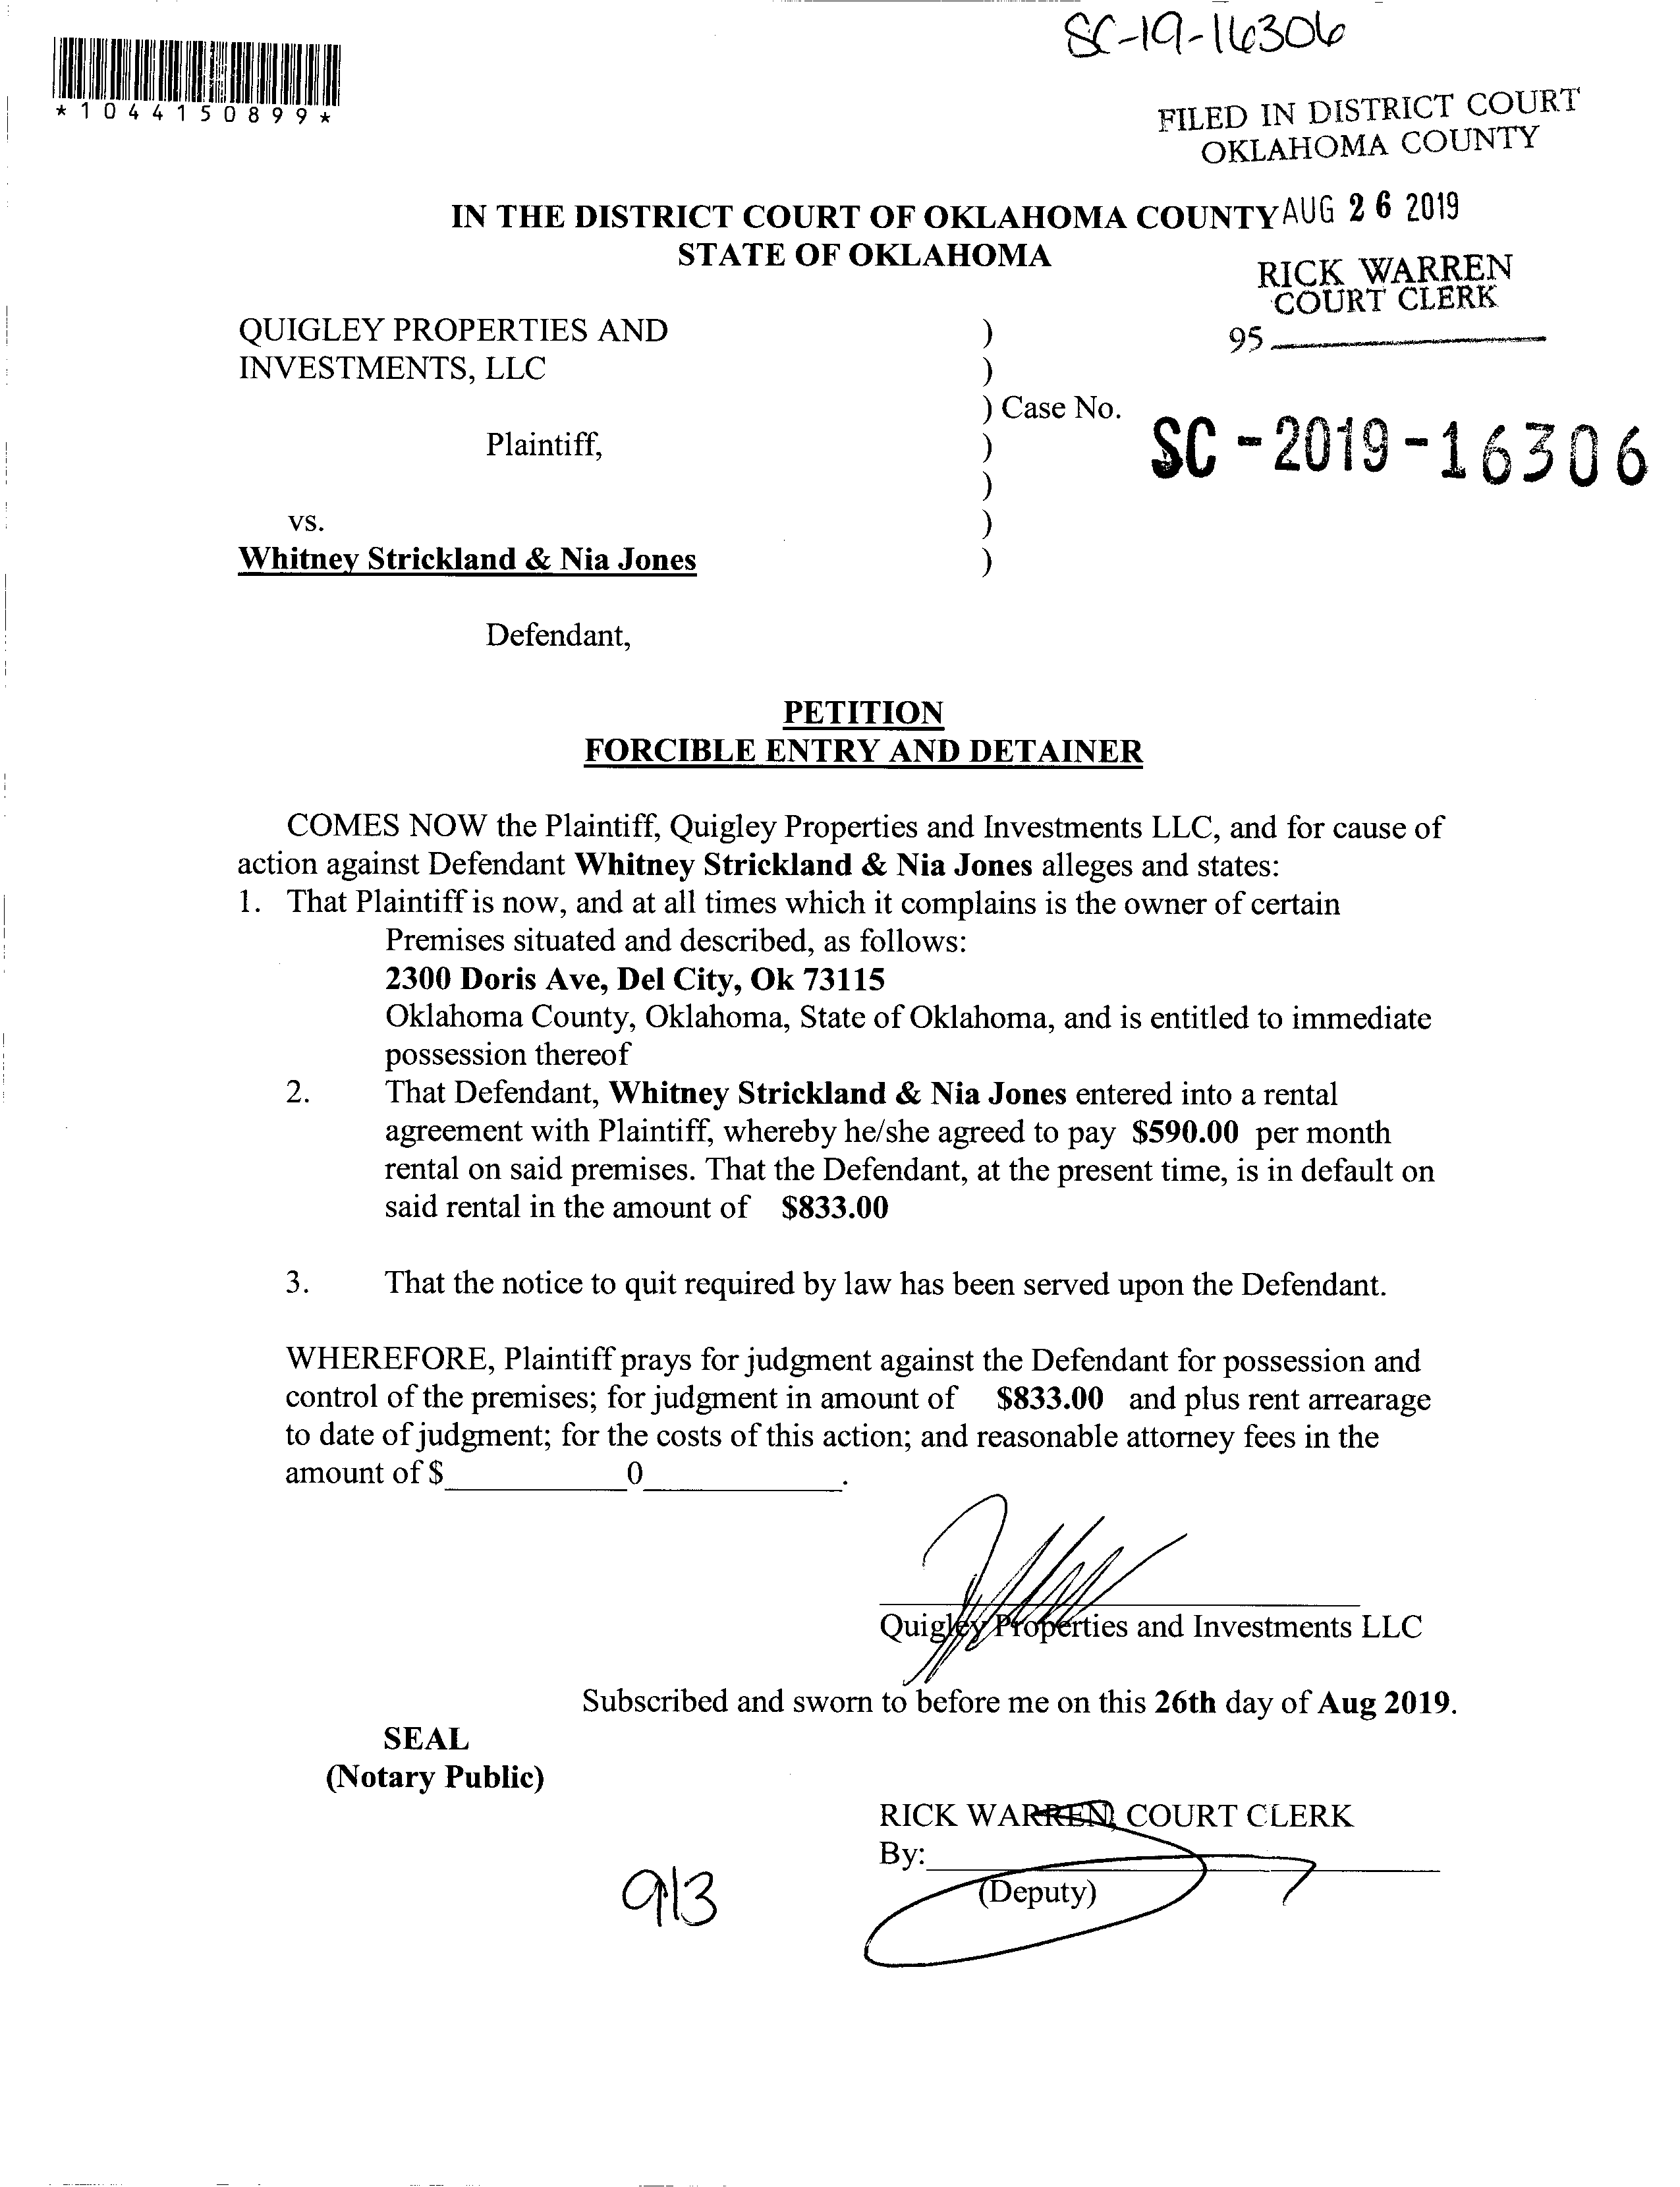 SC-19-16306
*1044150899*
FILED IN DISTRICT COURT
OKLAHOMA COUNTY
IN THE DISTRICT COURT OF OKLAHOMA COUNTY AUG 26 2019
STATE OF OKLAHOMA
RICK WARREN
COURT CLERK
95
QUIGLEY PROPERTIES AND )
INVESTMENTS, LLC )
) Case No.
SC-2019-16306
Plaintiff, )
)
vs. )
Whitney Strickland & Nia Jones )
Defendant,
PETITION
FORCIBLE ENTRY AND DETAINER
COMES NOW the Plaintiff, Quigley Properties and Investments LLC, and for cause of
action against Defendant Whitney Strickland & Nia Jones alleges and states:
1. That Plaintiff is now, and at all times which it complains is the owner of certain
Premises situated and described, as follows:
2300 Doris Ave, Del City, Ok 73115
Oklahoma County, Oklahoma, State of Oklahoma, and is entitled to immediate
possession thereof
2. That Defendant, Whitney Strickland & Nia Jones entered into a rental
agreement with Plaintiff, whereby he/she agreed to pay $590.00 per month
rental on said premises. That the Defendant, at the present time, is in default on
said rental in the amount of $833.00
3. That the notice to quit required by law has been served upon the Defendant.
WHEREFORE, Plaintiff prays for judgment against the Defendant for possession and
control of the premises; for judgment in amount of $833.00 and plus rent arrearage
to date of judgment; for the costs of this action; and reasonable attorney fees in the
amount of $____________0_____________.
Quigley Properties and Investments LLC
Subscribed and sworn to before me on this 26th day of Aug 2019.
SEAL
(Notary Public)
RICK WARREN, COURT CLERK
By:
(Deputy)
913